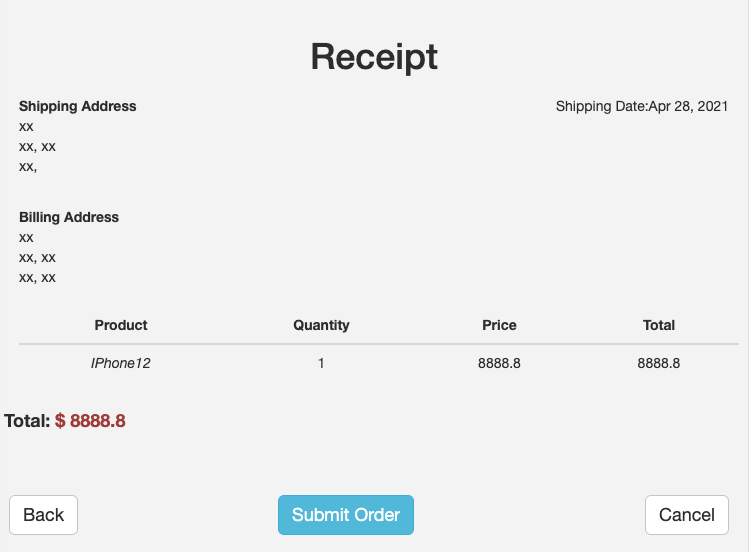 Receipt
Shipping Address
Shipping Date:Apr 28, 2021
xx
xx, xx
xx,
Billing Address
xx
xx, xx
xx, xx
Product Quantity Price Total
IPhone12 1 8888.8 8888.8
Total: $ 8888.8
Back Submit Order Cancel